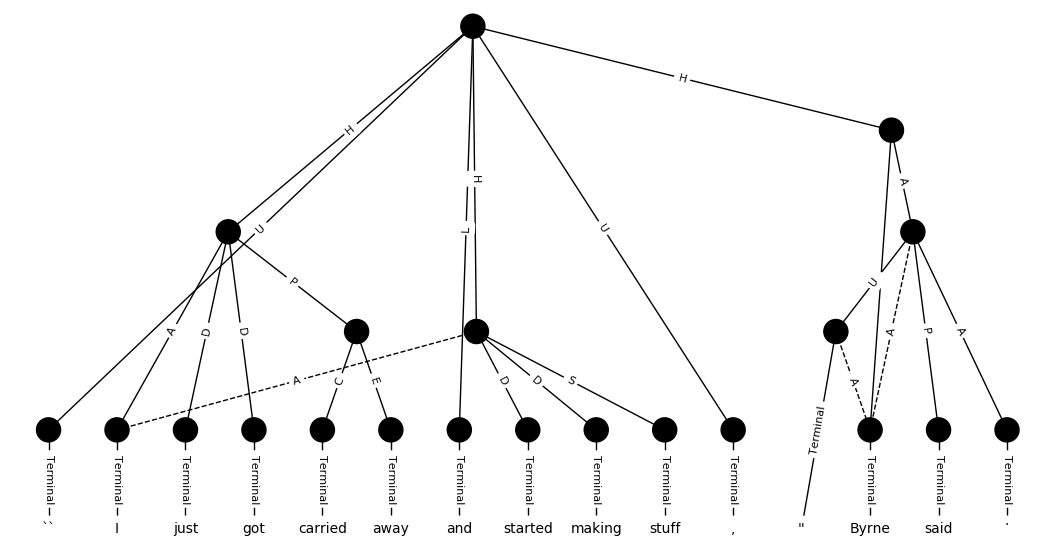 H
H
A
H
L
U
U
U
P
A
D
D
A
P
A
C
E
A
D
D
S
A
Terminal
Terminal Terminal Terminal Terminal Terminal Terminal Terminal Terminal Terminal Terminal Terminal Terminal Terminal Terminal
`` I just got carried away and started making stuff , " Byrne said .